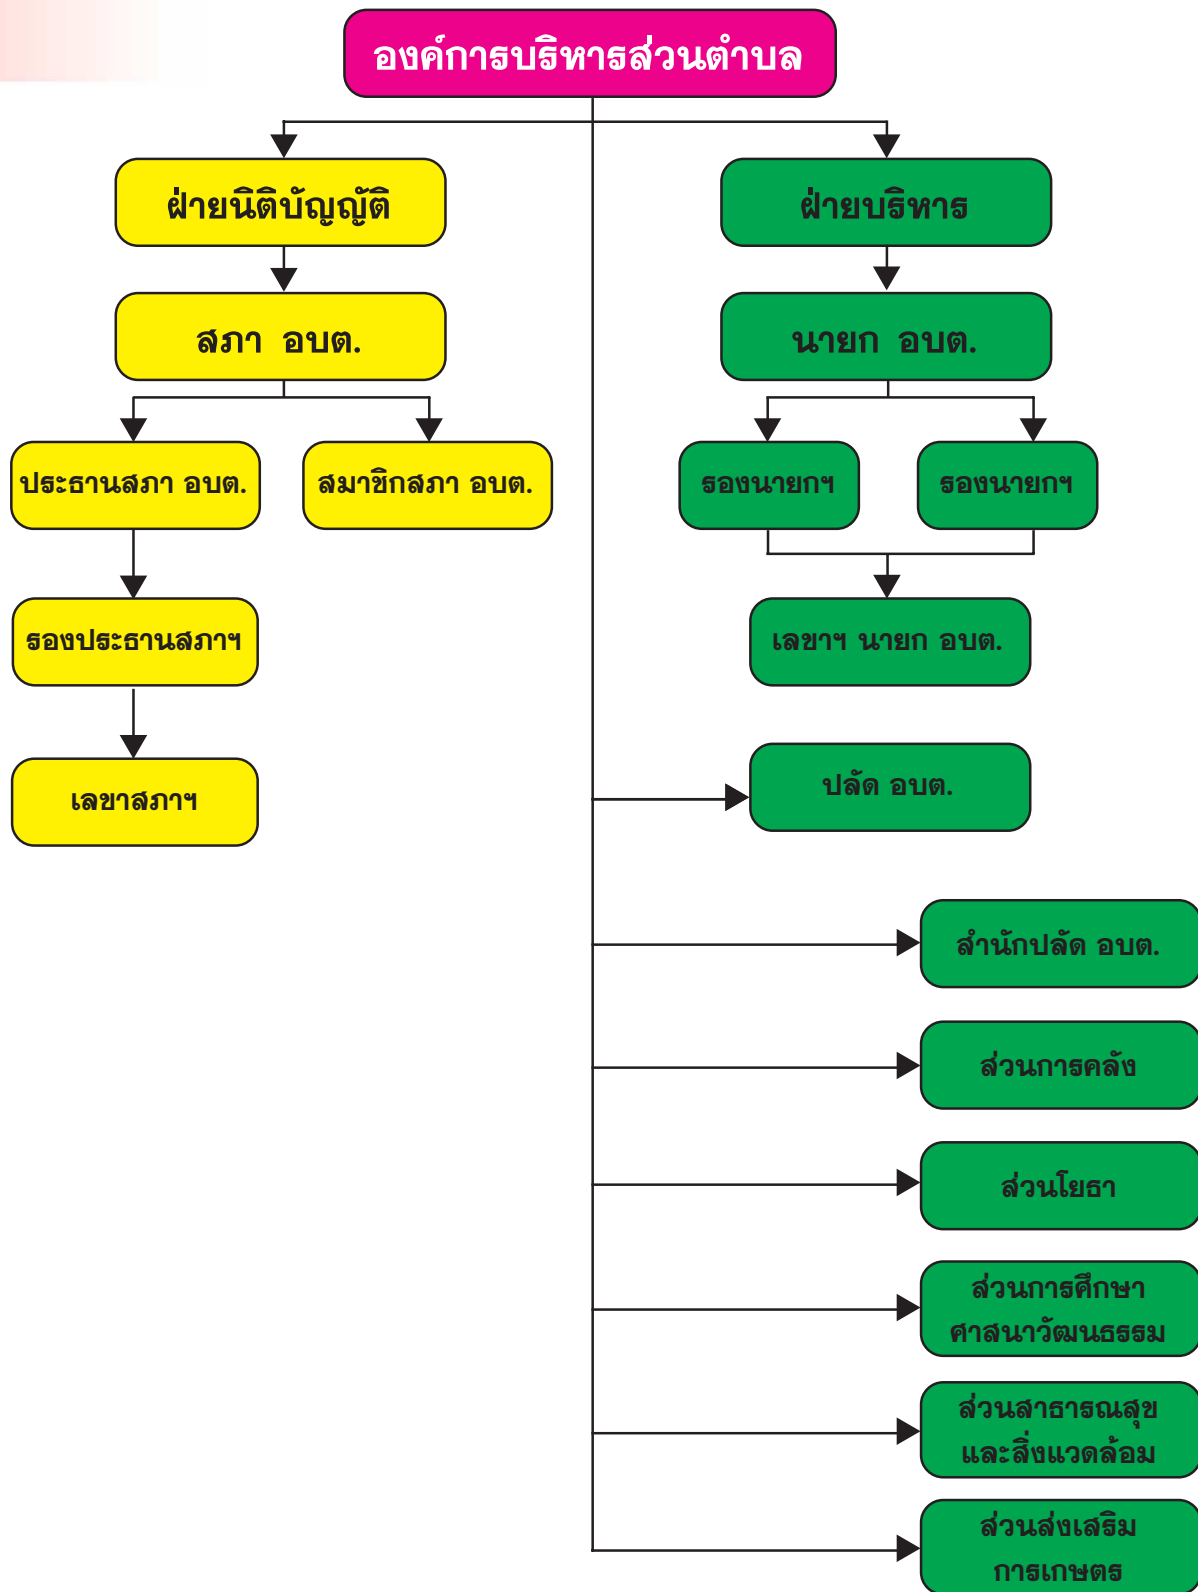 องค์การบริหารส่วนตำบล
ฝ่ายนิติบัญญัติ
ฝ่ายบริหาร
สภา อบต.
นายก อบต.
ประธานสภา อบต.
สมาชิกสภา อบต.
รองนายกฯ
รองนายกฯ
รองประธานสภาฯ
เลขาฯ นายก อบต.
เลขาสภาฯ
ปลัด อบต.
สำนักปลัด อบต.
ส่วนการคลัง
ส่วนโยธา
ส่วนการศึกษา
ศาสนาวัฒนธรรม
ส่วนสาธารณสุข
และสิ่งแวดล้อม
ส่วนส่งเสริม
การเกษตร